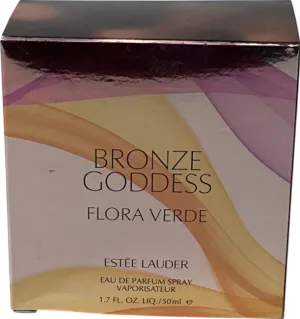 BRONZE
GODDESS
FLORA VERDE
ESTĒE LAUDER
EAU DE PARFUM SPRAY
VAPORISATEUR
1.7 FL. OZ. LIQ./50ml ℮